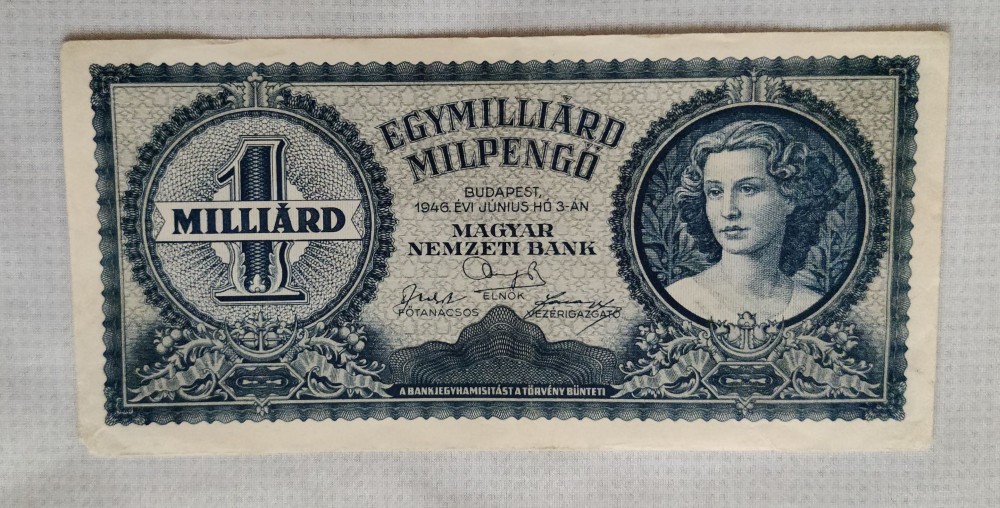 1
MILLIÁRD
EGYMILLIÁRD
MILPENGŐ
BUDAPEST,
1946. ÉVI JÚNIUS HÓ 3-ÁN
MAGYAR
NEMZETI BANK
ELNÖK
FŐTANÁCSOS
VEZÉRIGAZGATÓ
A BANKJEGYHAMISITÁST A TÖRVÉNY BÜNTETI